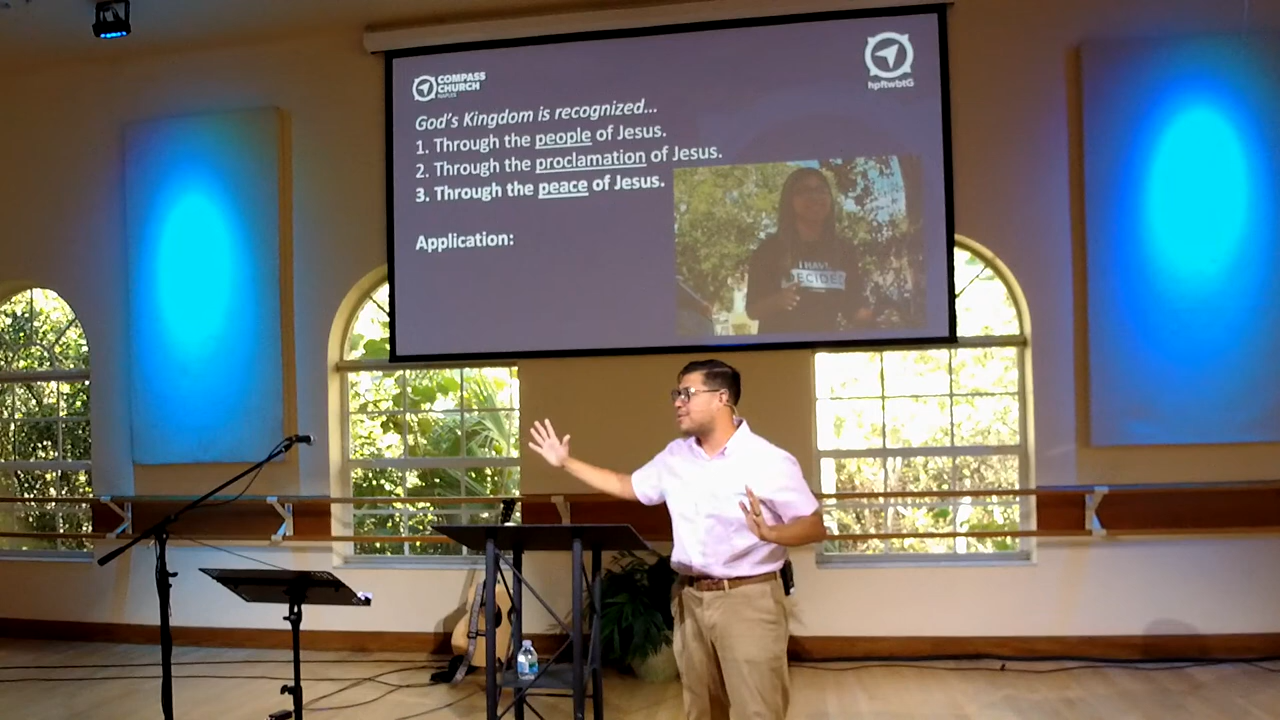 COMPASS
CHURCH
NAPLES
hpftwbtG
God's Kingdom is recognized...
1. Through the people of Jesus.
2. Through the proclamation of Jesus.
3. Through the peace of Jesus.
Application:
I HAVE
DECIDED